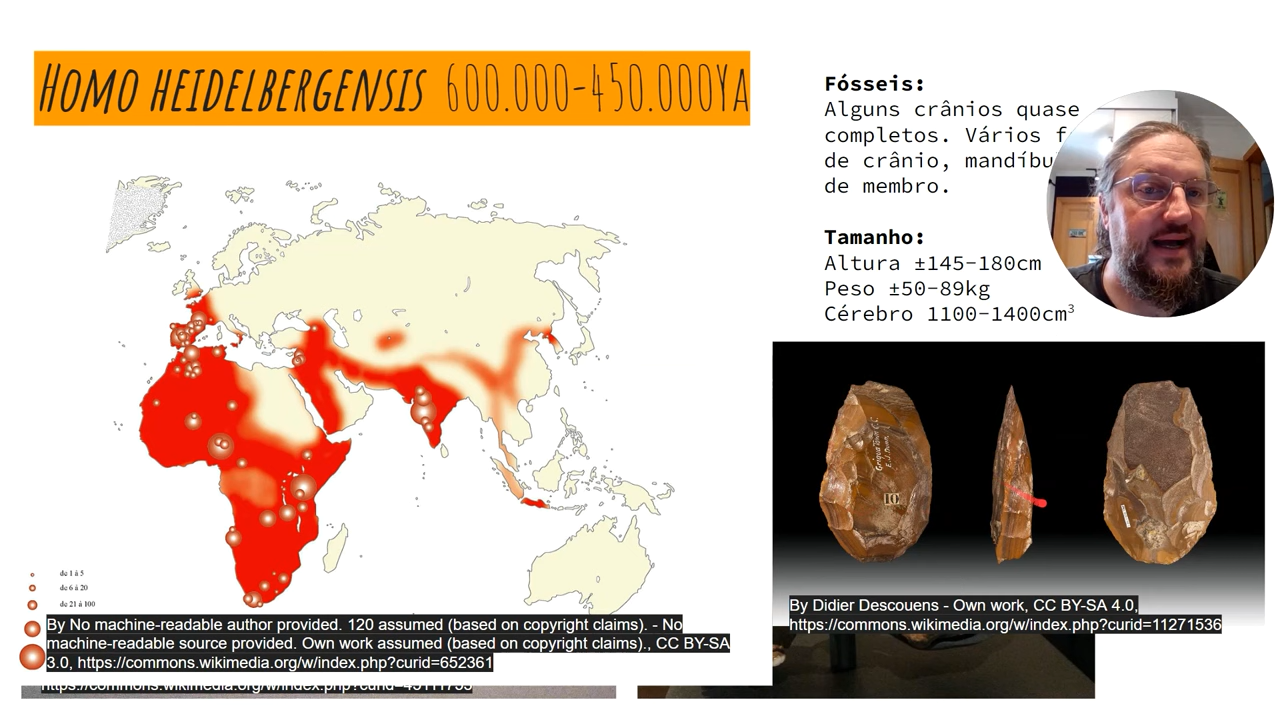 HOMO HEIDELBERGENSIS 600.000-450.000YA
Fósseis:
Alguns crânios quase
completos. Vários
de crânio,
de membro.
Tamanho:
Altura ±145-180cm
Peso ±50-89kg
Cérebro 1100-1400cm³
de 1 à 5
de 6 à 20
de 21 à 100
10
By Didier Descouens - Own work, CC BY-SA 4.0,
https://commons.wikimedia.org/w/index.php?curid=11271536
By No machine-readable author provided. 120 assumed (based on copyright claims). - No
machine-readable source provided. Own work assumed (based on copyright claims)., CC BY-SA
3.0, https://commons.wikimedia.org/w/index.php?curid=652361